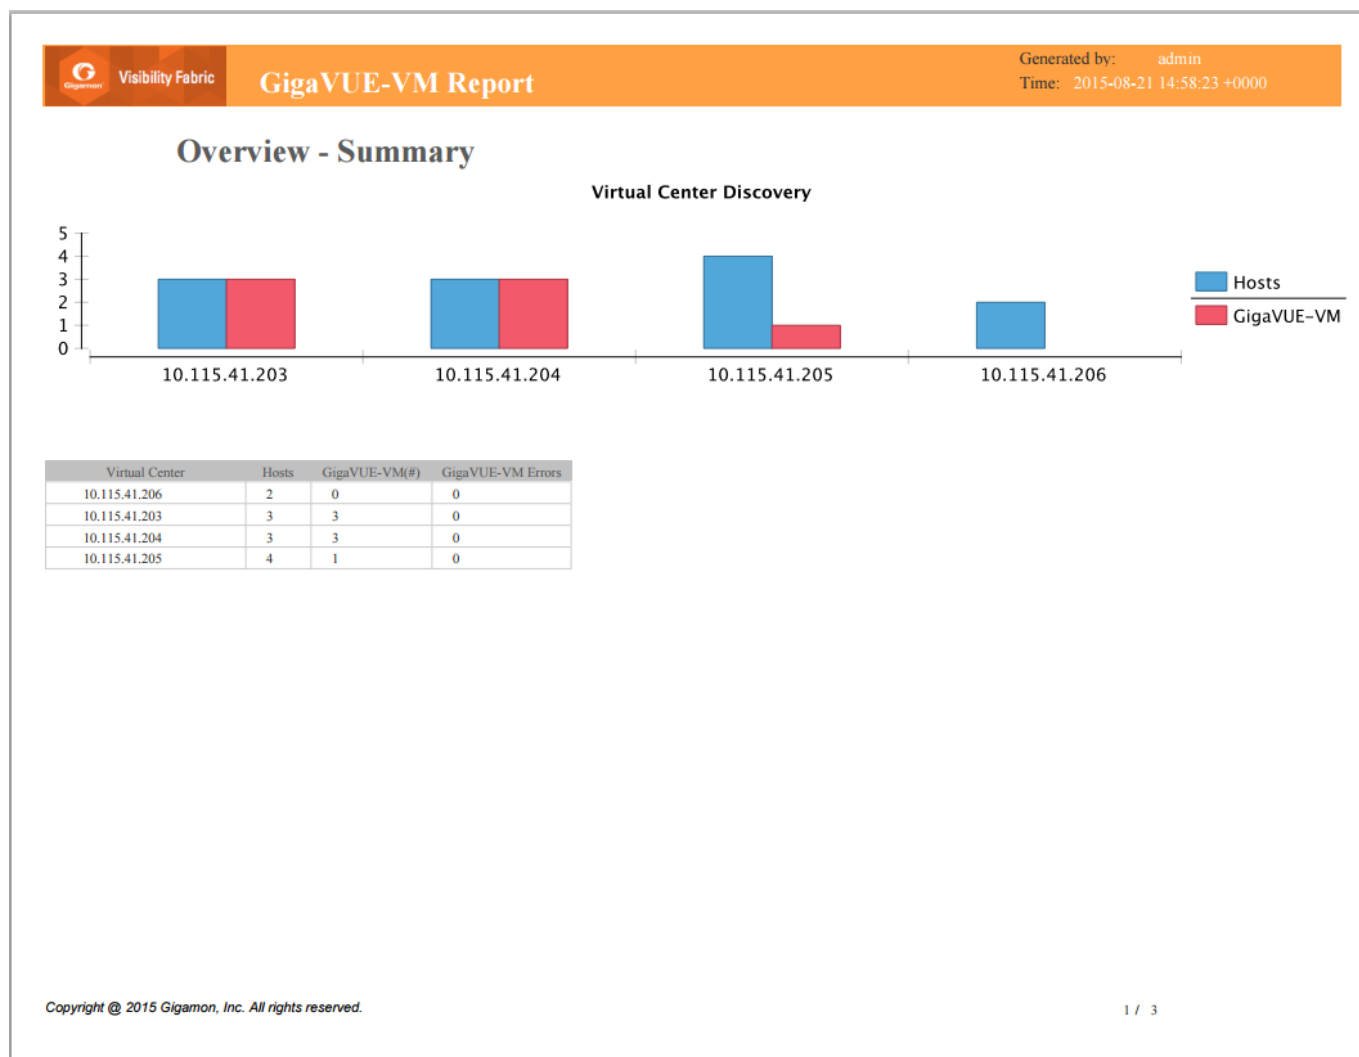 Gigamon Visibility Fabric GigaVUE-VM Report
Generated by: admin
Time: 2015-08-21 14:58:23 +0000
Overview - Summary
Virtual Center Discovery
5
4
3
2
1
0
10.115.41.203 10.115.41.204 10.115.41.205 10.115.41.206
Hosts
GigaVUE-VM
Virtual Center Hosts GigaVUE-VM(#) GigaVUE-VM Errors
10.115.41.206 2 0 0
10.115.41.203 3 3 0
10.115.41.204 3 3 0
10.115.41.205 4 1 0
Copyright @ 2015 Gigamon, Inc. All rights reserved.
1 / 3